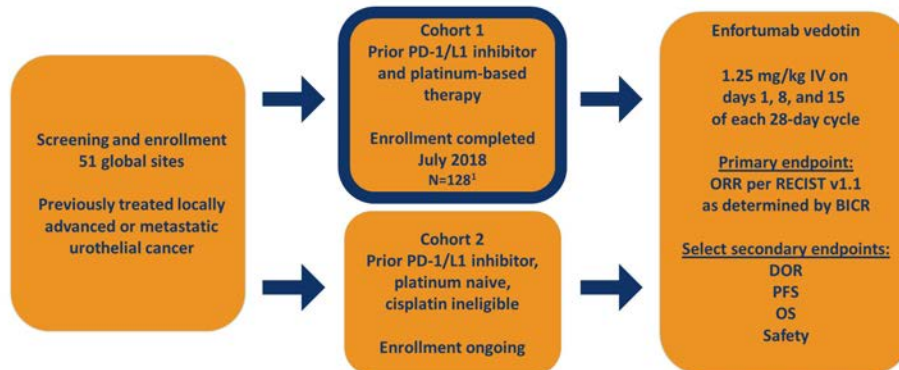 Screening and enrollment
51 global sites
Previously treated locally
advanced or metastatic
urothelial cancer
Cohort 1
Prior PD-1/L1 inhibitor
and platinum-based
therapy
Enrollment completed
July 2018
N=128¹
Cohort 2
Prior PD-1/L1 inhibitor,
platinum naive,
cisplatin ineligible
Enrollment ongoing
Enfortumab vedotin
1.25 mg/kg IV on
days 1, 8, and 15
of each 28-day cycle
Primary endpoint:
ORR per RECIST v1.1
as determined by BICR
Select secondary endpoints:
DOR
PFS
OS
Safety